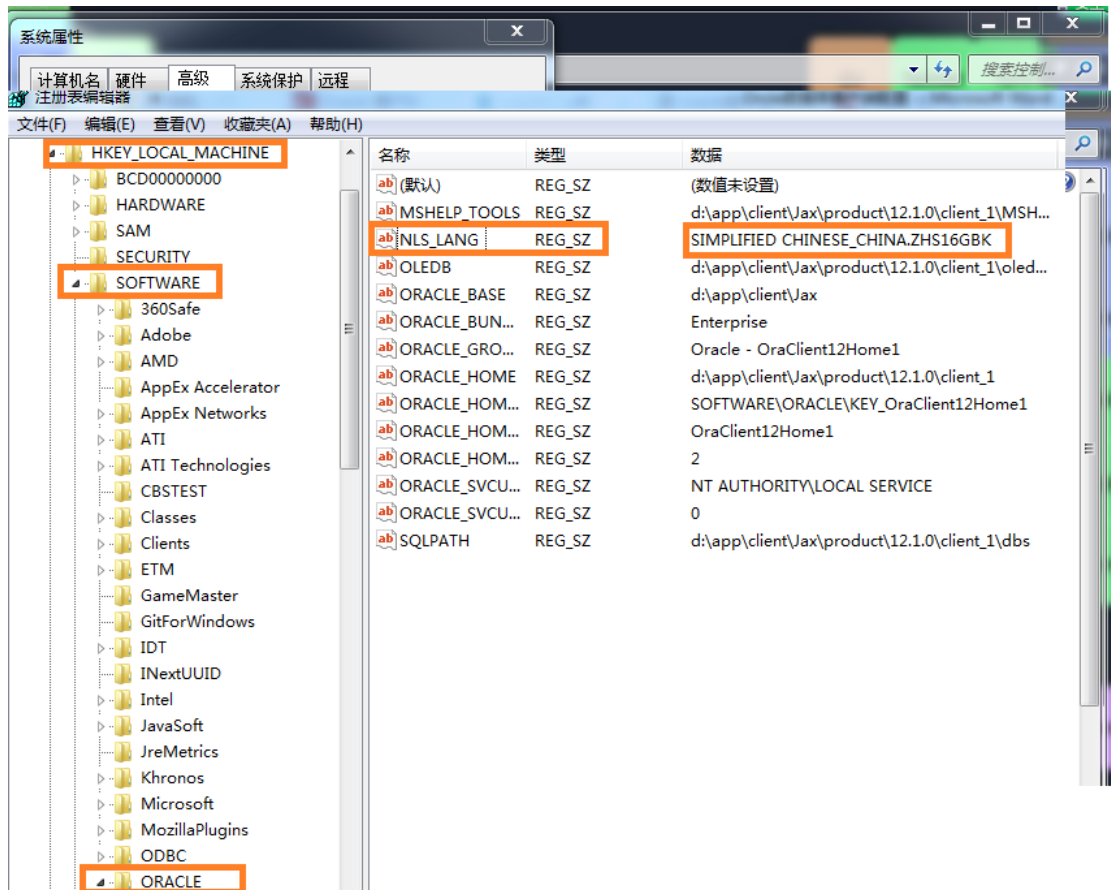 系统属性
计算机名 硬件 高级 系统保护 远程
搜索控制...
注册表编辑器
文件(F) 编辑(E) 查看(V) 收藏夹(A) 帮助(H)
HKEY_LOCAL_MACHINE
BCD00000000
HARDWARE
SAM
SECURITY
SOFTWARE
360Safe
Adobe
AMD
AppEx Accelerator
AppEx Networks
ATI
ATI Technologies
CBSTEST
Classes
Clients
ETM
GameMaster
GitForWindows
IDT
INextUUID
Intel
JavaSoft
JreMetrics
Khronos
Microsoft
MozillaPlugins
ODBC
ORACLE
名称 类型 数据
(默认) REG_SZ (数值未设置)
MSHELP_TOOLS REG_SZ d:\app\client\Jax\product\12.1.0\client_1\MSH...
NLS_LANG REG_SZ SIMPLIFIED CHINESE_CHINA.ZHS16GBK
OLEDB REG_SZ d:\app\client\Jax\product\12.1.0\client_1\oled...
ORACLE_BASE REG_SZ d:\app\client\Jax
ORACLE_BUN... REG_SZ Enterprise
ORACLE_GRO... REG_SZ Oracle - OraClient12Home1
ORACLE_HOME REG_SZ d:\app\client\Jax\product\12.1.0\client_1
ORACLE_HOM... REG_SZ SOFTWARE\ORACLE\KEY_OraClient12Home1
ORACLE_HOM... REG_SZ OraClient12Home1
ORACLE_HOM... REG_SZ 2
ORACLE_SVCU... REG_SZ NT AUTHORITY\LOCAL SERVICE
ORACLE_SVCU... REG_SZ 0
SQLPATH REG_SZ d:\app\client\Jax\product\12.1.0\client_1\dbs